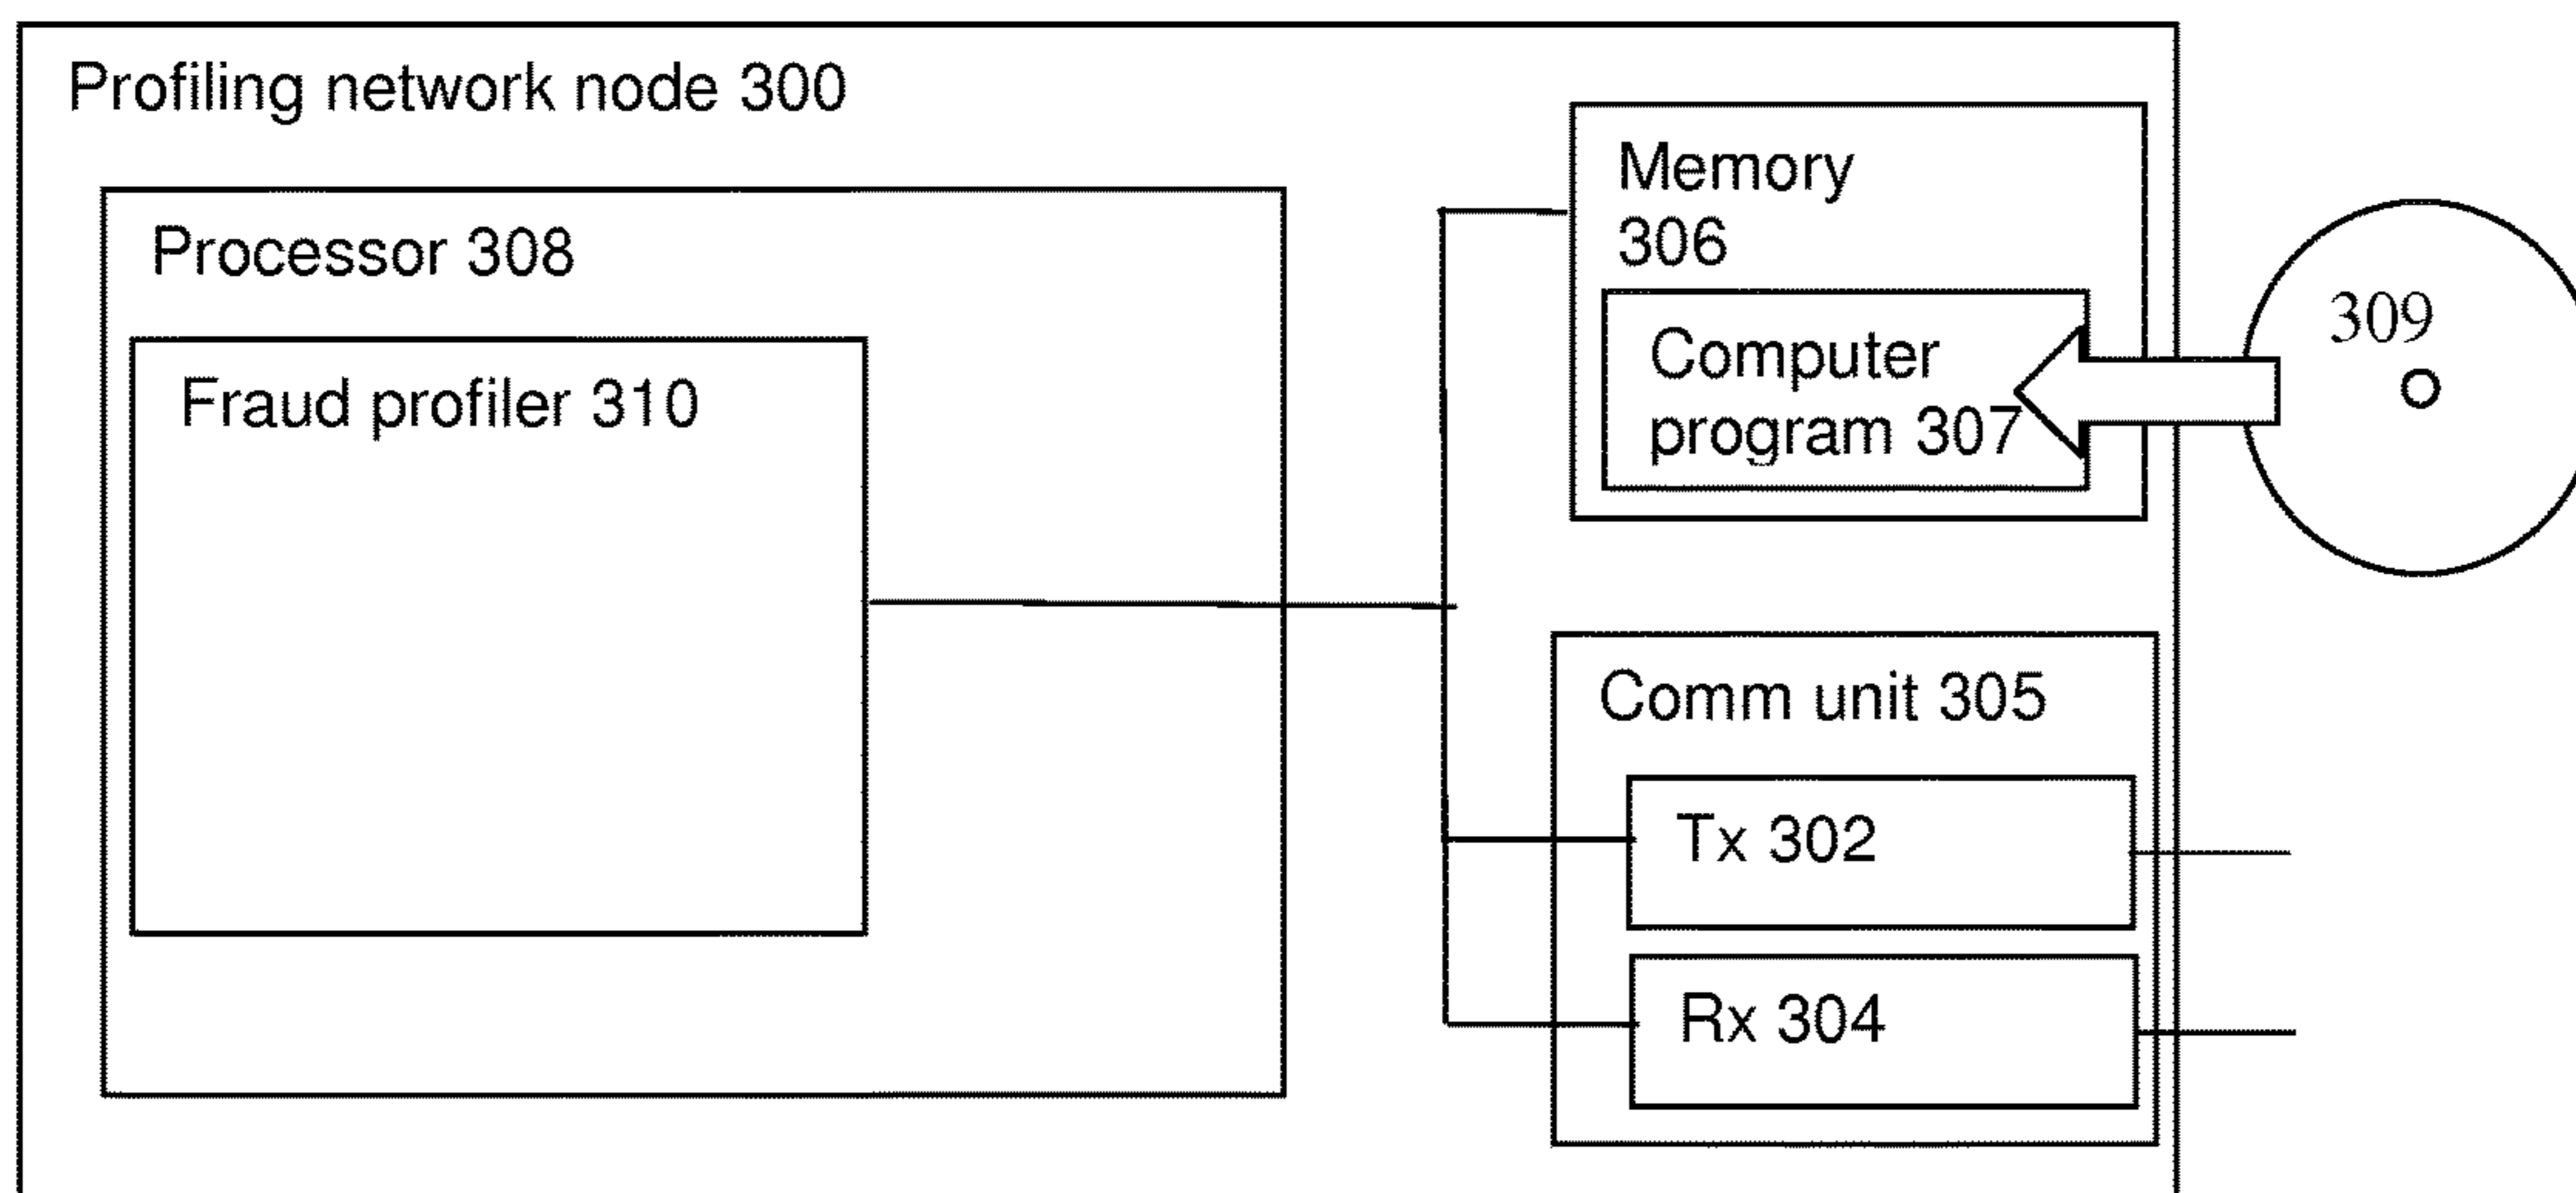 Profiling network node 300
Processor 308
Fraud profiler 310
Memory
306
Computer
program 307
309
Comm unit 305
Tx 302
Rx 304